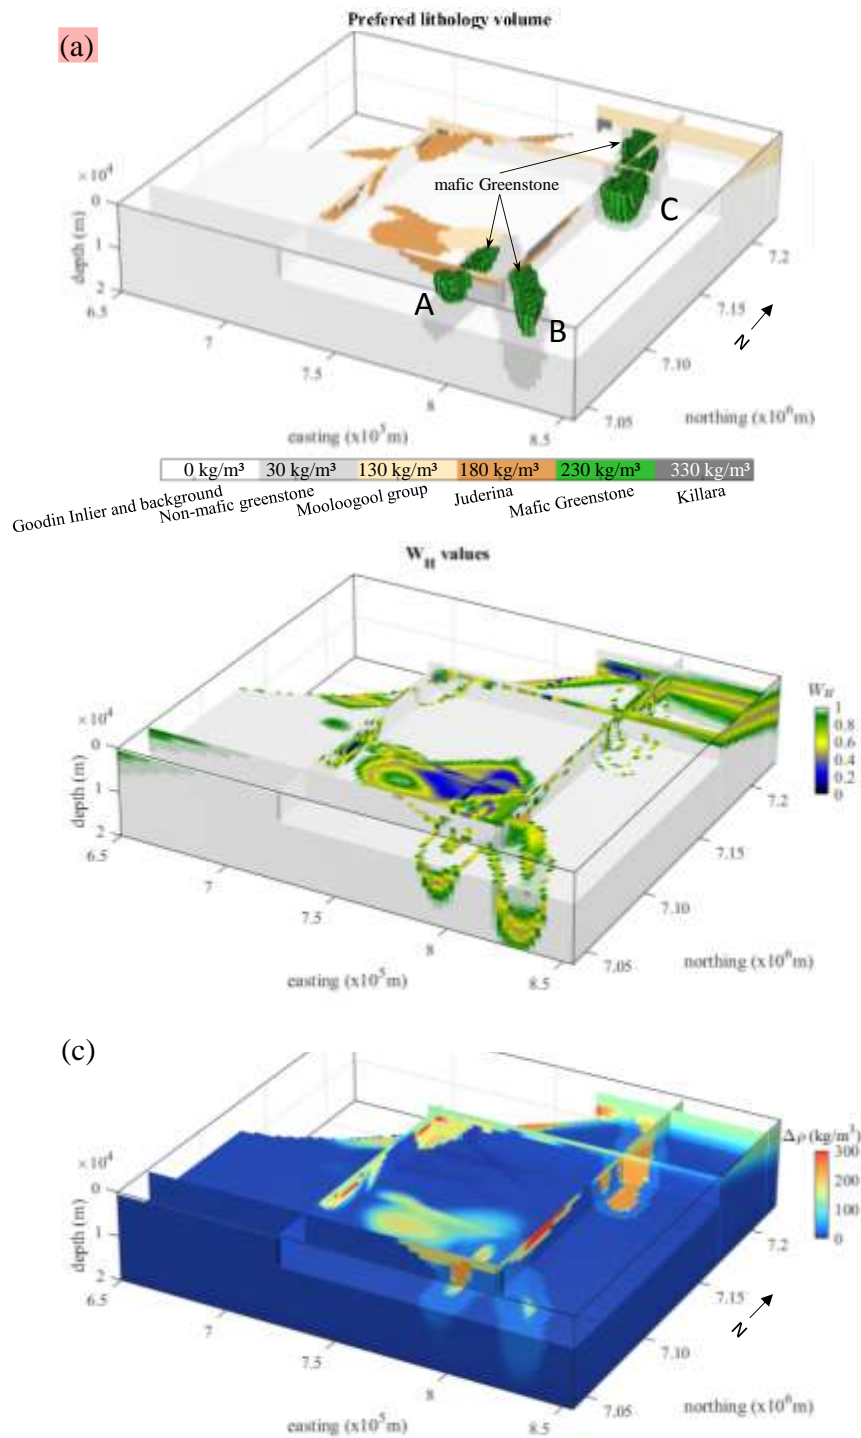 Prefered lithology volume
(a)
×10⁴
0
1
2
depth (m)
6.5
7
7.5
8
8.5
easting (x10⁵m)
7.05
7.10
7.15
7.2
northing (x10⁶m)
mafic Greenstone
A
B
C
N
0 kg/m³ 30 kg/m³ 130 kg/m³ 180 kg/m³ 230 kg/m³ 330 kg/m³
Goodin Inlier and background
Non-mafic greenstone
Mooloogool group
Juderina
Mafic Greenstone
Killara
W_H values
×10⁴
0
1
2
depth (m)
6.5
7
7.5
8
8.5
easting (x10⁵m)
7.05
7.10
7.15
7.2
northing (x10⁶m)
W_H
1
0.8
0.6
0.4
0.2
0
(c)
×10⁴
0
1
2
depth (m)
6.5
7
7.5
8
8.5
easting (x10⁵m)
7.05
7.10
7.15
7.2
northing (x10⁶m)
Δρ (kg/m³)
300
200
100
0
N